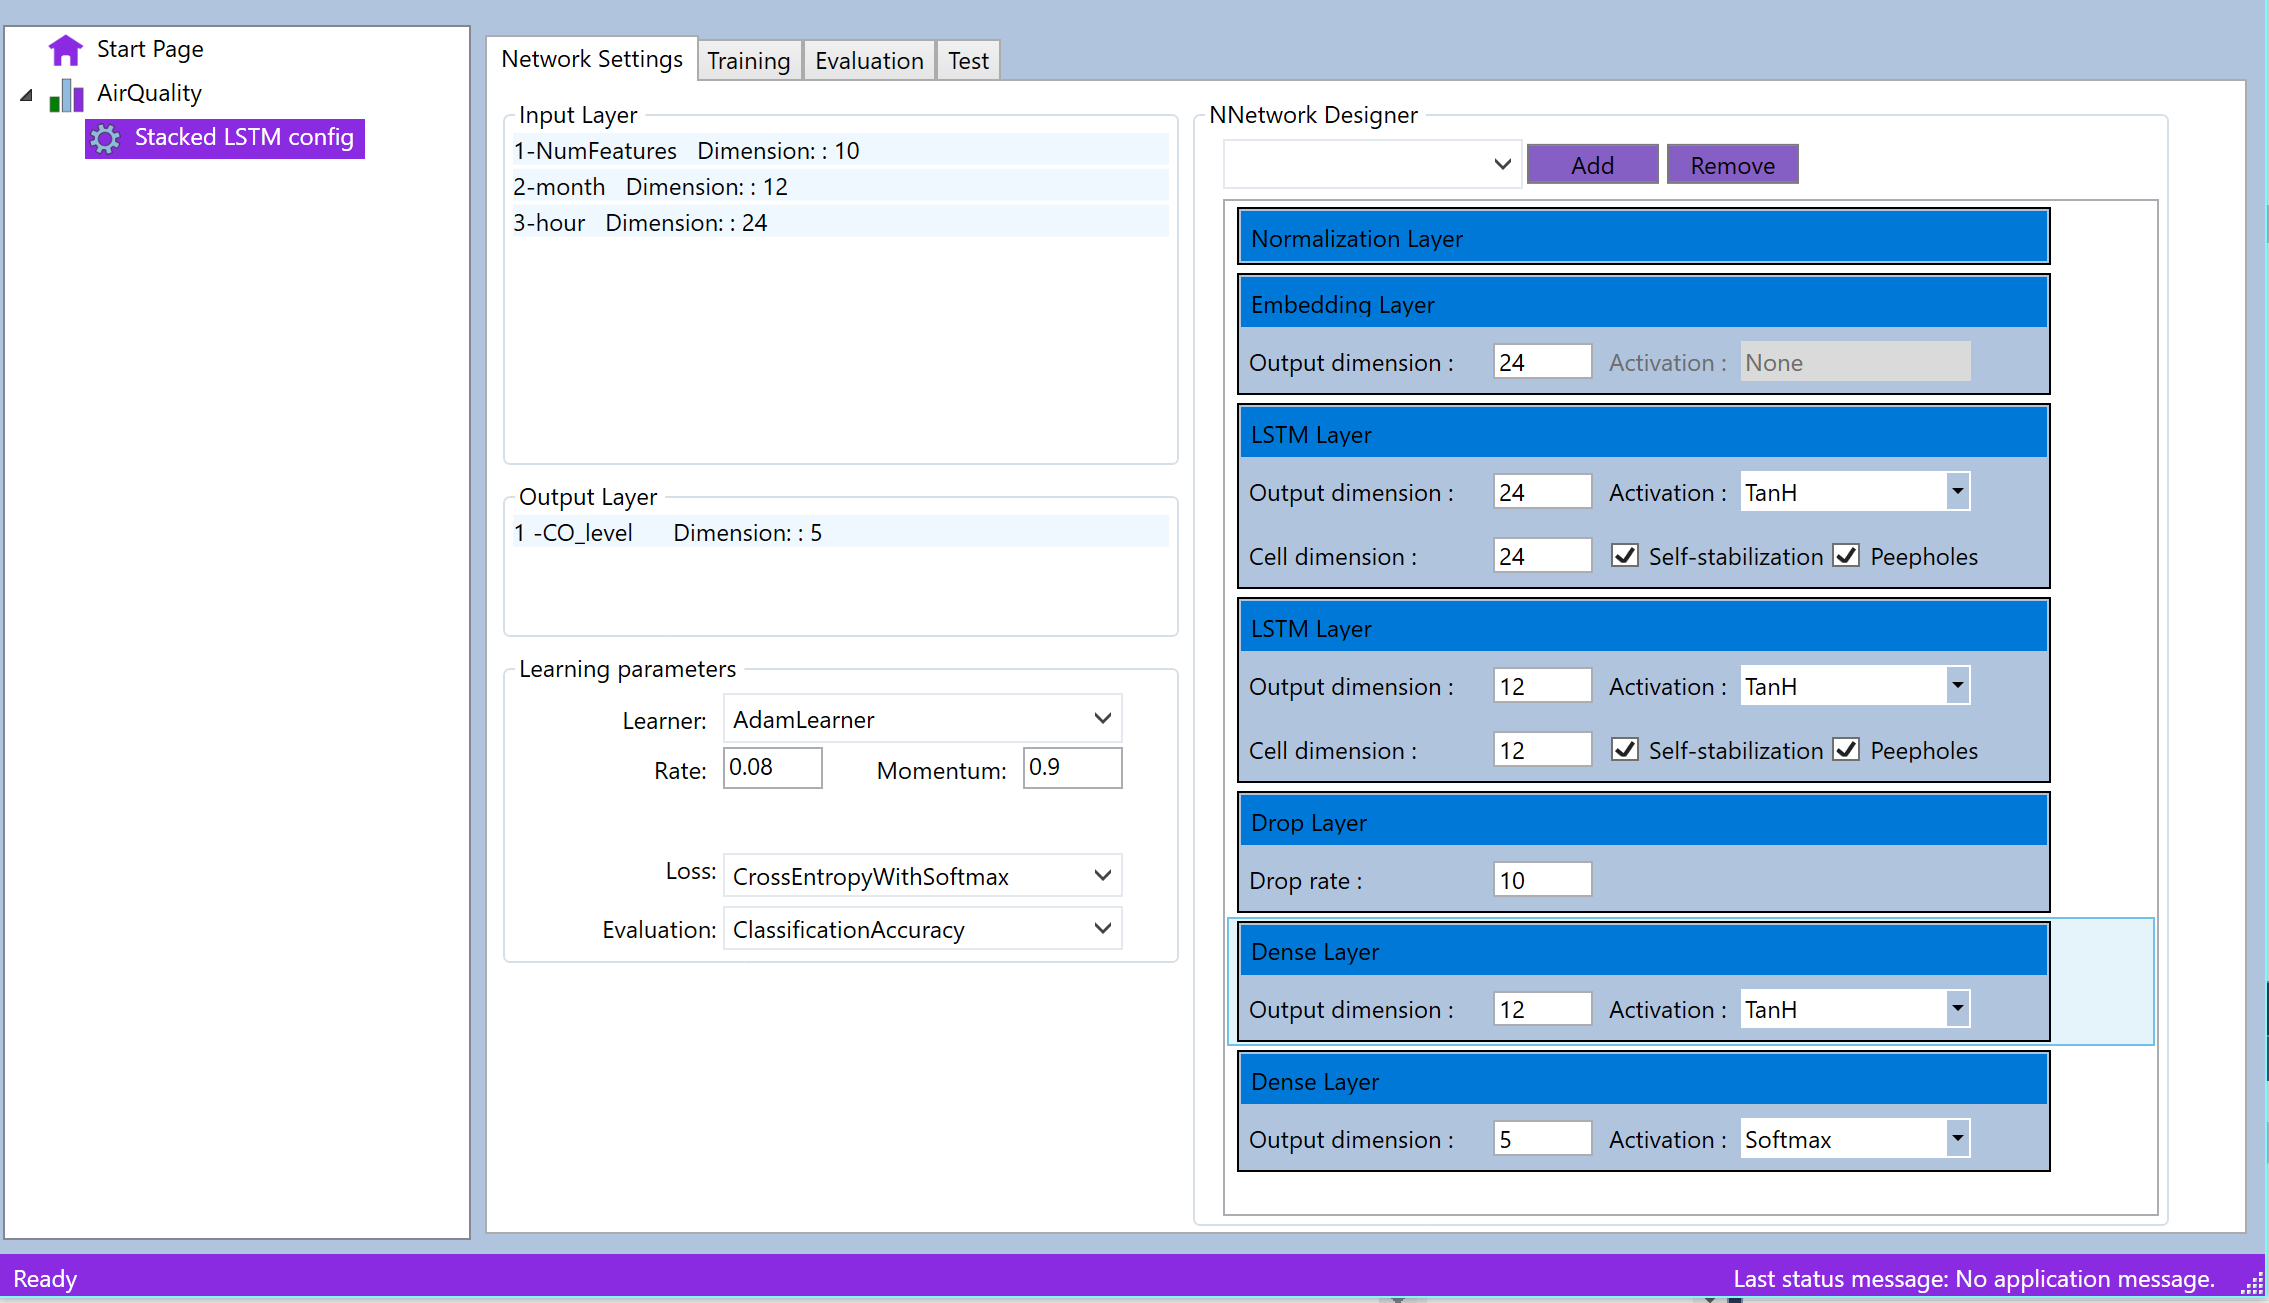 Start Page
AirQuality
Stacked LSTM config
Network Settings Training Evaluation Test
Input Layer
1-NumFeatures Dimension: : 10
2-month Dimension: : 12
3-hour Dimension: : 24
Output Layer
1 -CO_level Dimension: : 5
Learning parameters
Learner: AdamLearner
Rate: 0.08 Momentum: 0.9
Loss: CrossEntropyWithSoftmax
Evaluation: ClassificationAccuracy
NNetwork Designer
Add Remove
Normalization Layer
Embedding Layer
Output dimension : 24 Activation : None
LSTM Layer
Output dimension : 24 Activation : TanH
Cell dimension : 24 Self-stabilization Peepholes
LSTM Layer
Output dimension : 12 Activation : TanH
Cell dimension : 12 Self-stabilization Peepholes
Drop Layer
Drop rate : 10
Dense Layer
Output dimension : 12 Activation : TanH
Dense Layer
Output dimension : 5 Activation : Softmax
Ready Last status message: No application message.